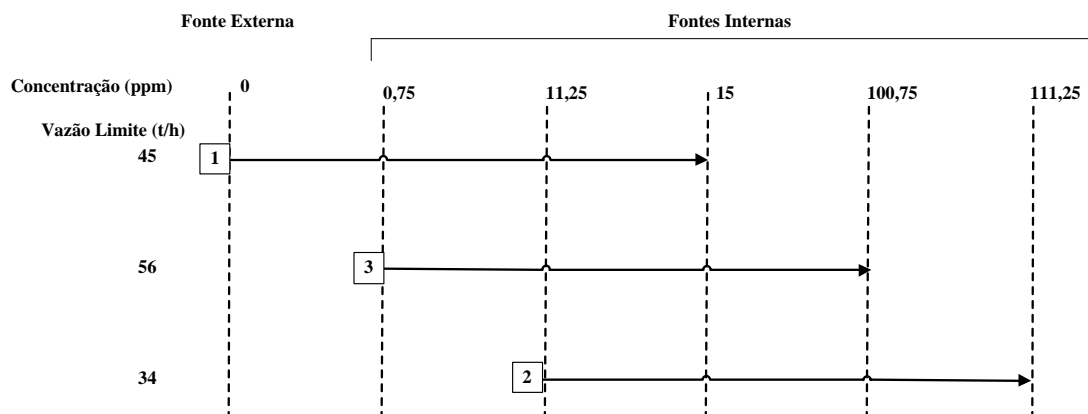 Fonte Externa Fontes Internas
Concentração (ppm) 0 0,75 11,25 15 100,75 111,25
Vazão Limite (t/h)
45 1
56 3
34 2